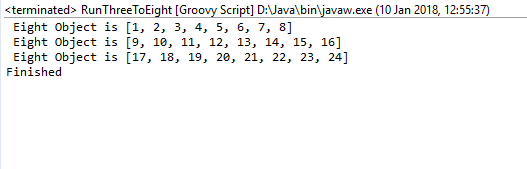 <terminated> RunThreeToEight [Groovy Script] D:\Java\bin\javaw.exe (10 Jan 2018, 12:55:37)
Eight Object is [1, 2, 3, 4, 5, 6, 7, 8]
Eight Object is [9, 10, 11, 12, 13, 14, 15, 16]
Eight Object is [17, 18, 19, 20, 21, 22, 23, 24]
Finished